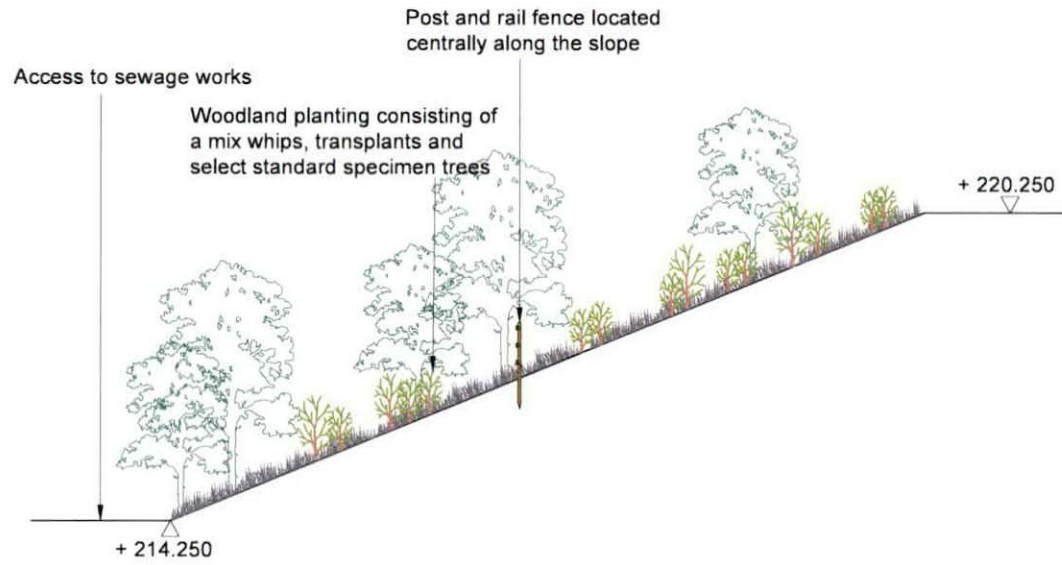 Post and rail fence located
centrally along the slope
Access to sewage works
Woodland planting consisting of
a mix whips, transplants and
select standard specimen trees
+ 220.250
+ 214.250